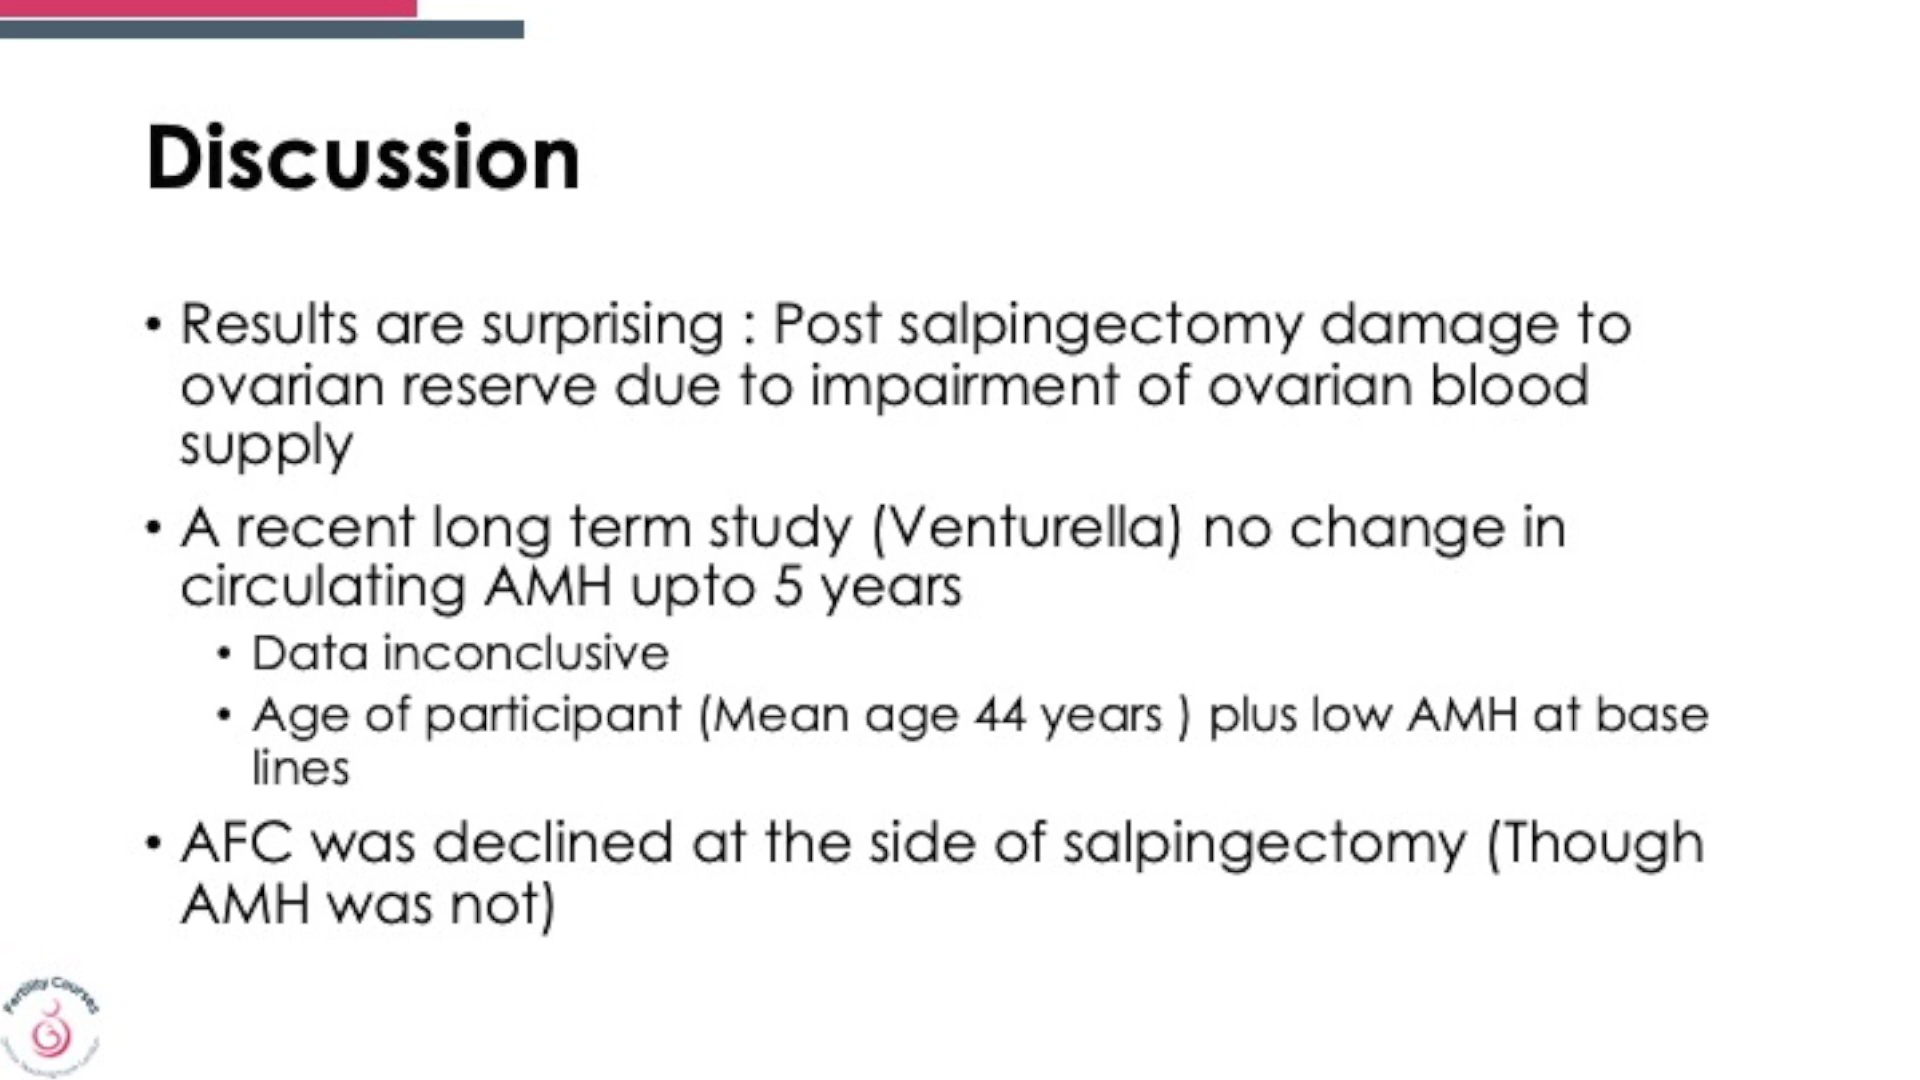 Discussion
• Results are surprising : Post salpingectomy damage to
ovarian reserve due to impairment of ovarian blood
supply
• A recent long term study (Venturella) no change in
circulating AMH upto 5 years
• Data inconclusive
• Age of participant (Mean age 44 years ) plus low AMH at base
lines
• AFC was declined at the side of salpingectomy (Though
AMH was not)
Fertility Courses